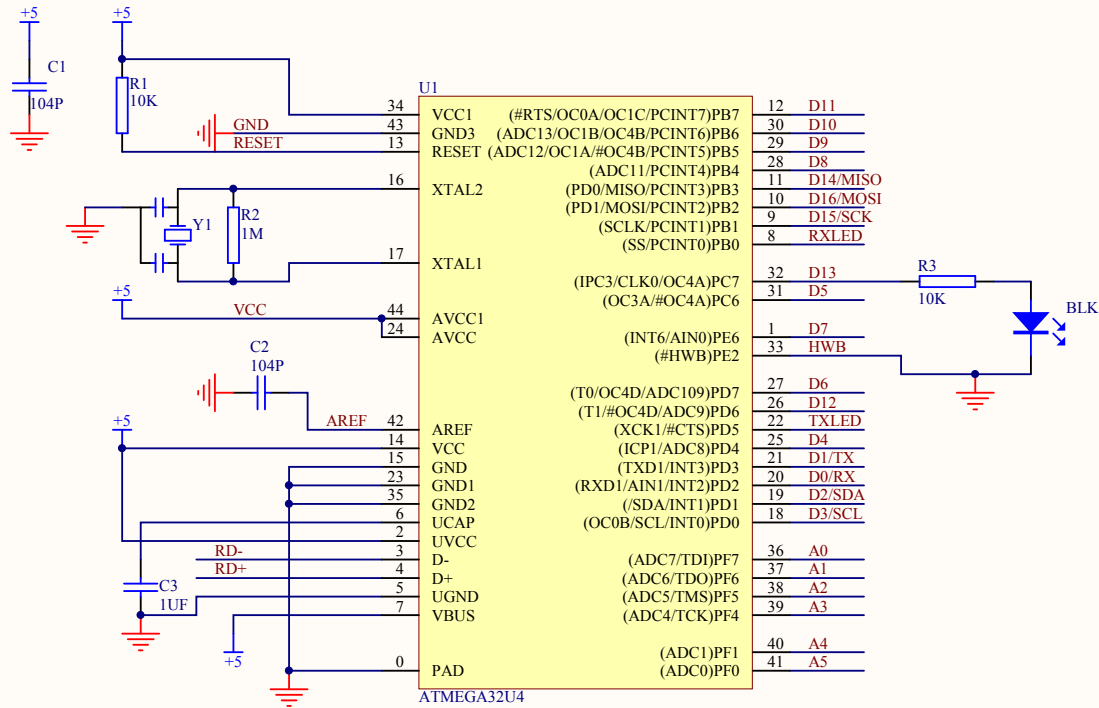 +5
+5
C1
104P
R1
10K
U1
34
VCC1
(#RTS/OC0A/OC1C/PCINT7)PB7
12
D11
GND
43
GND3
(ADC13/OC1B/OC4B/PCINT6)PB6
30
D10
RESET
13
RESET
(ADC12/OC1A/#OC4B/PCINT5)PB5
29
D9
(ADC11/PCINT4)PB4
28
D8
16
XTAL2
(PD0/MISO/PCINT3)PB3
11
D14/MISO
(PD1/MOSI/PCINT2)PB2
10
D16/MOSI
Y1
R2
1M
(SCLK/PCINT1)PB1
9
D15/SCK
(SS/PCINT0)PB0
8
RXLED
17
XTAL1
(IPC3/CLK0/OC4A)PC7
32
D13
R3
10K
(OC3A/#OC4A)PC6
31
D5
BLK
+5
VCC
44
AVCC1
24
AVCC
(INT6/AIN0)PE6
1
D7
(#HWB)PE2
33
HWB
C2
104P
(T0/OC4D/ADC109)PD7
27
D6
(T1/#OC4D/ADC9)PD6
26
D12
+5
AREF
42
AREF
(XCK1/#CTS)PD5
22
TXLED
14
VCC
(ICP1/ADC8)PD4
25
D4
15
GND
(TXD1/INT3)PD3
21
D1/TX
23
GND1
(RXD1/AIN1/INT2)PD2
20
D0/RX
35
GND2
(/SDA/INT1)PD1
19
D2/SDA
6
UCAP
(OC0B/SCL/INT0)PD0
18
D3/SCL
2
UVCC
RD-
3
D-
(ADC7/TDI)PF7
36
A0
RD+
4
D+
(ADC6/TDO)PF6
37
A1
C3
1UF
5
UGND
(ADC5/TMS)PF5
38
A2
7
VBUS
(ADC4/TCK)PF4
39
A3
+5
(ADC1)PF1
40
A4
0
PAD
(ADC0)PF0
41
A5
ATMEGA32U4